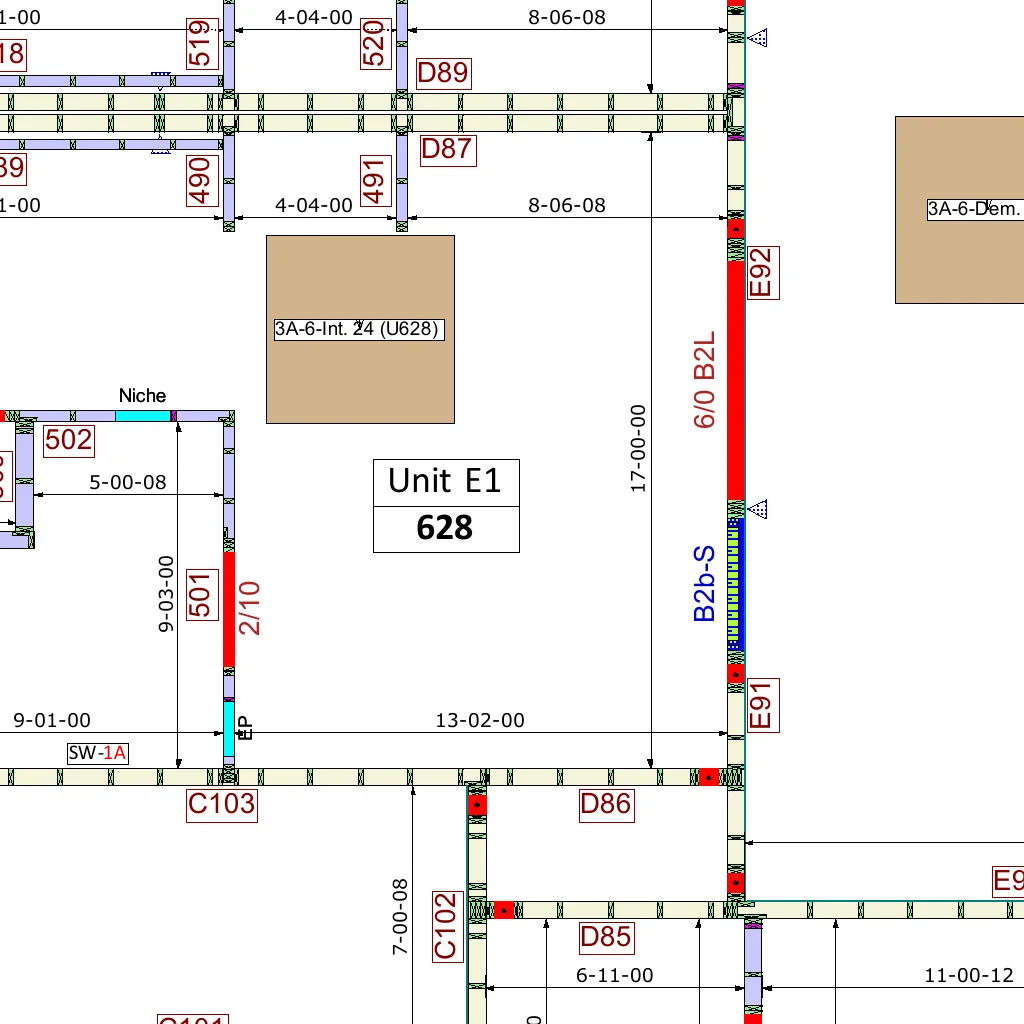 1-00
519
4-04-00
520
8-06-08
18
D89
D87
39
490
491
1-00
4-04-00
8-06-08
3A-6-Dem.
E92
3A-6-Int. 24 (U628)
6/0 B2L
Niche
502
17-00-00
Unit E1
5-00-08
628
9-03-00
501
2/10
B2b-S
E91
9-01-00
EP
13-02-00
SW-1A
C103
D86
7-00-08
C102
E9
D85
6-11-00
11-00-12
C101